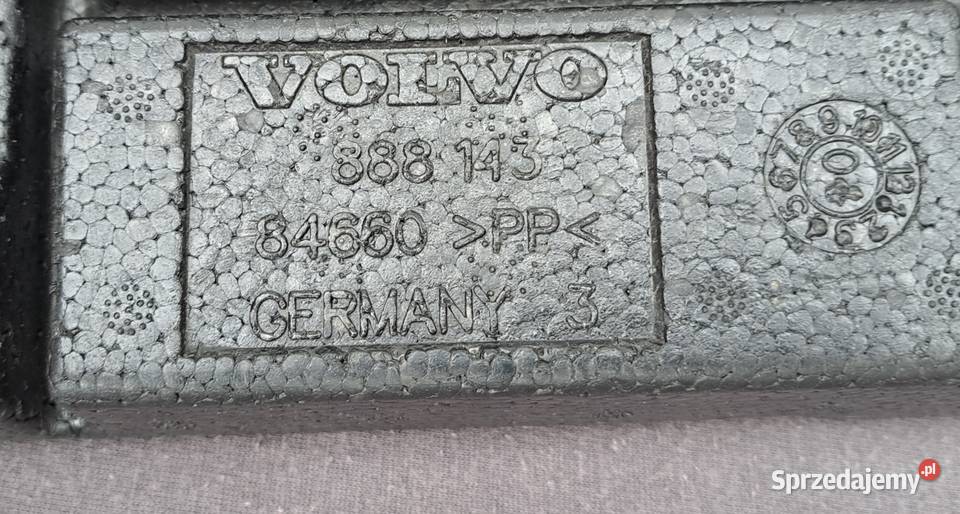 VOLVO
888 143
84660 >PP<
GERMANY 3
Sprzedajemy.pl